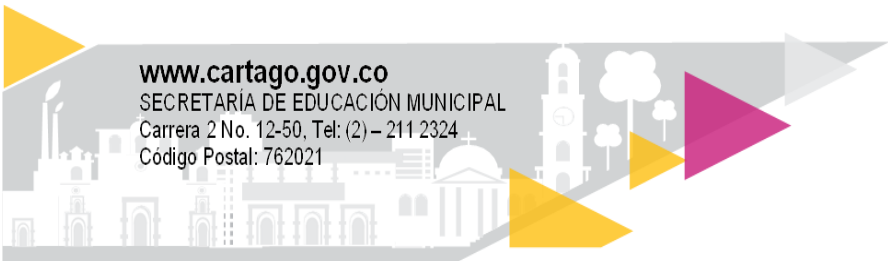 www.cartago.gov.co
SECRETARÍA DE EDUCACIÓN MUNICIPAL
Carrera 2 No. 12-50, Tel: (2) – 211 2324
Código Postal: 762021